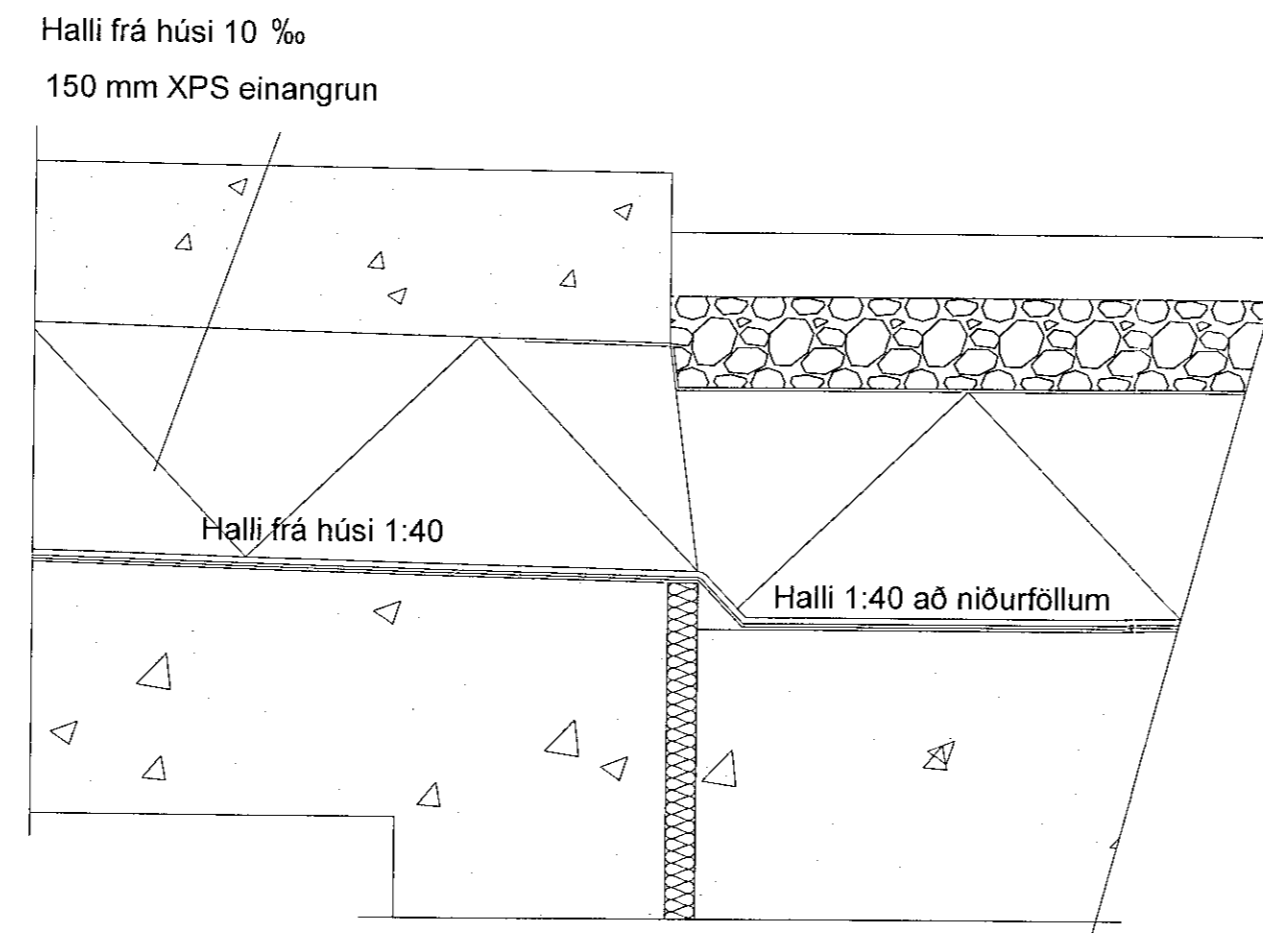 Halli frá húsi 10 ‰
150 mm XPS einangrun
Halli frá húsi 1:40
Halli 1:40 að niðurföllum